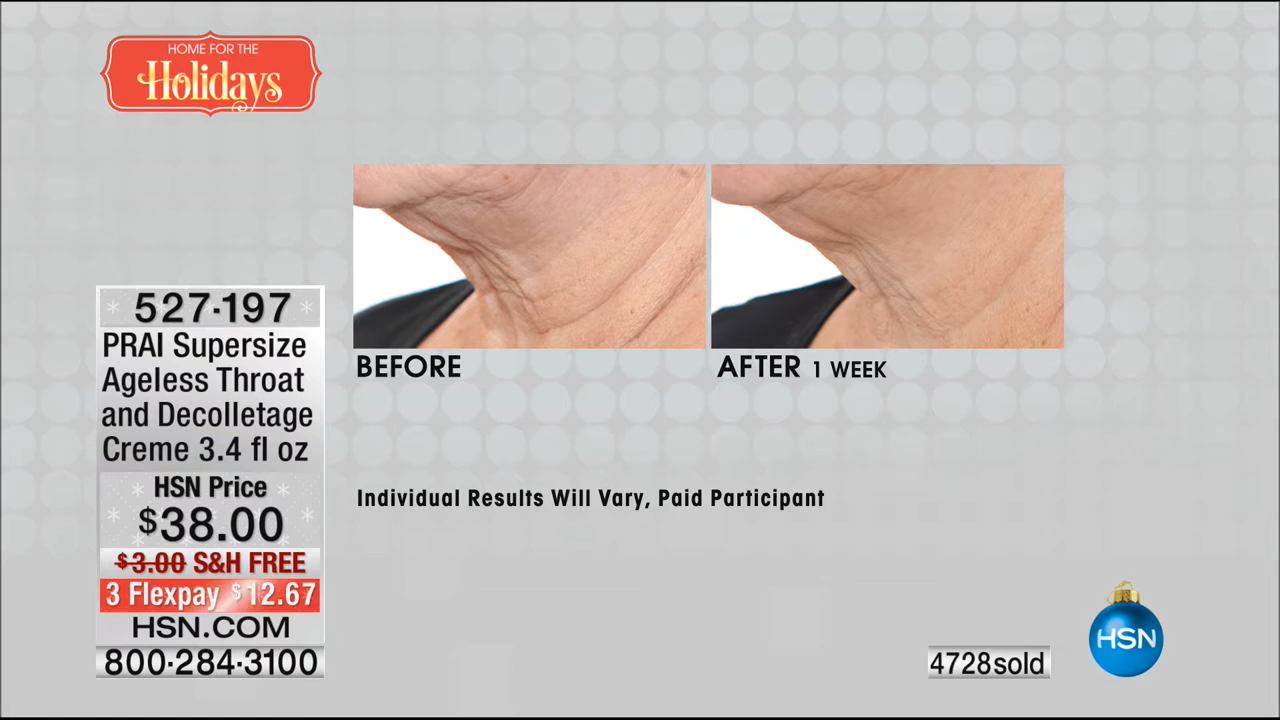 HOME FOR THE
Holidays
527·197
PRAI Supersize
Ageless Throat
and Decolletage
Creme 3.4 fl oz
HSN Price
$38.00
$3.00 S&H FREE
3 Flexpay $12.67
HSN.COM
800·284·3100
BEFORE
AFTER 1 WEEK
Individual Results Will Vary, Paid Participant
4728sold
HSN